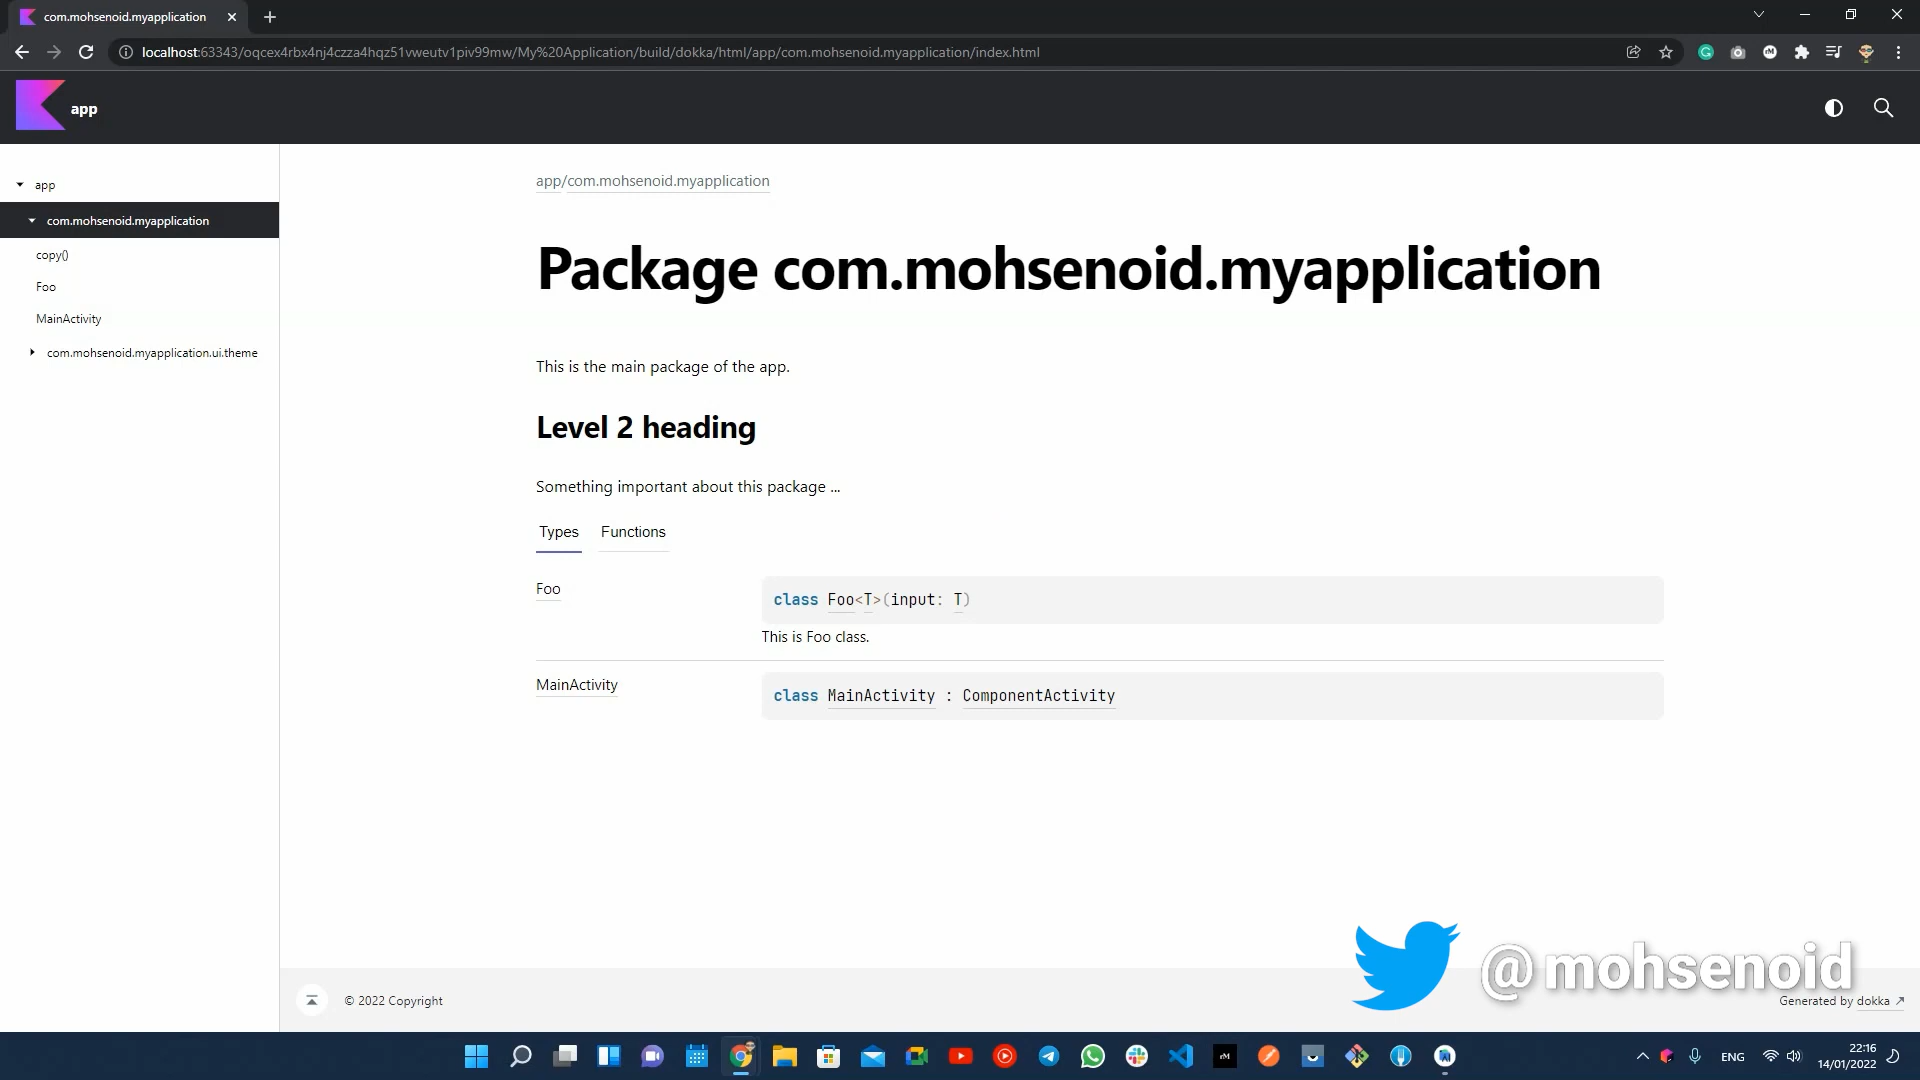 com.mohsenoid.myapplication
localhost:63343/oqcex4rbx4nj4czza4hqz51vweutv1piv99mw/My%20Application/build/dokka/html/app/com.mohsenoid.myapplication/index.html
app
app
com.mohsenoid.myapplication
copy()
Foo
MainActivity
com.mohsenoid.myapplication.ui.theme
app/com.mohsenoid.myapplication
Package com.mohsenoid.myapplication
This is the main package of the app.
Level 2 heading
Something important about this package ...
Types Functions
Foo
class Foo<T>(input: T)
This is Foo class.
MainActivity
class MainActivity : ComponentActivity
@mohsenoid
© 2022 Copyright
Generated by dokka
rM
ENG
22:16
14/01/2022